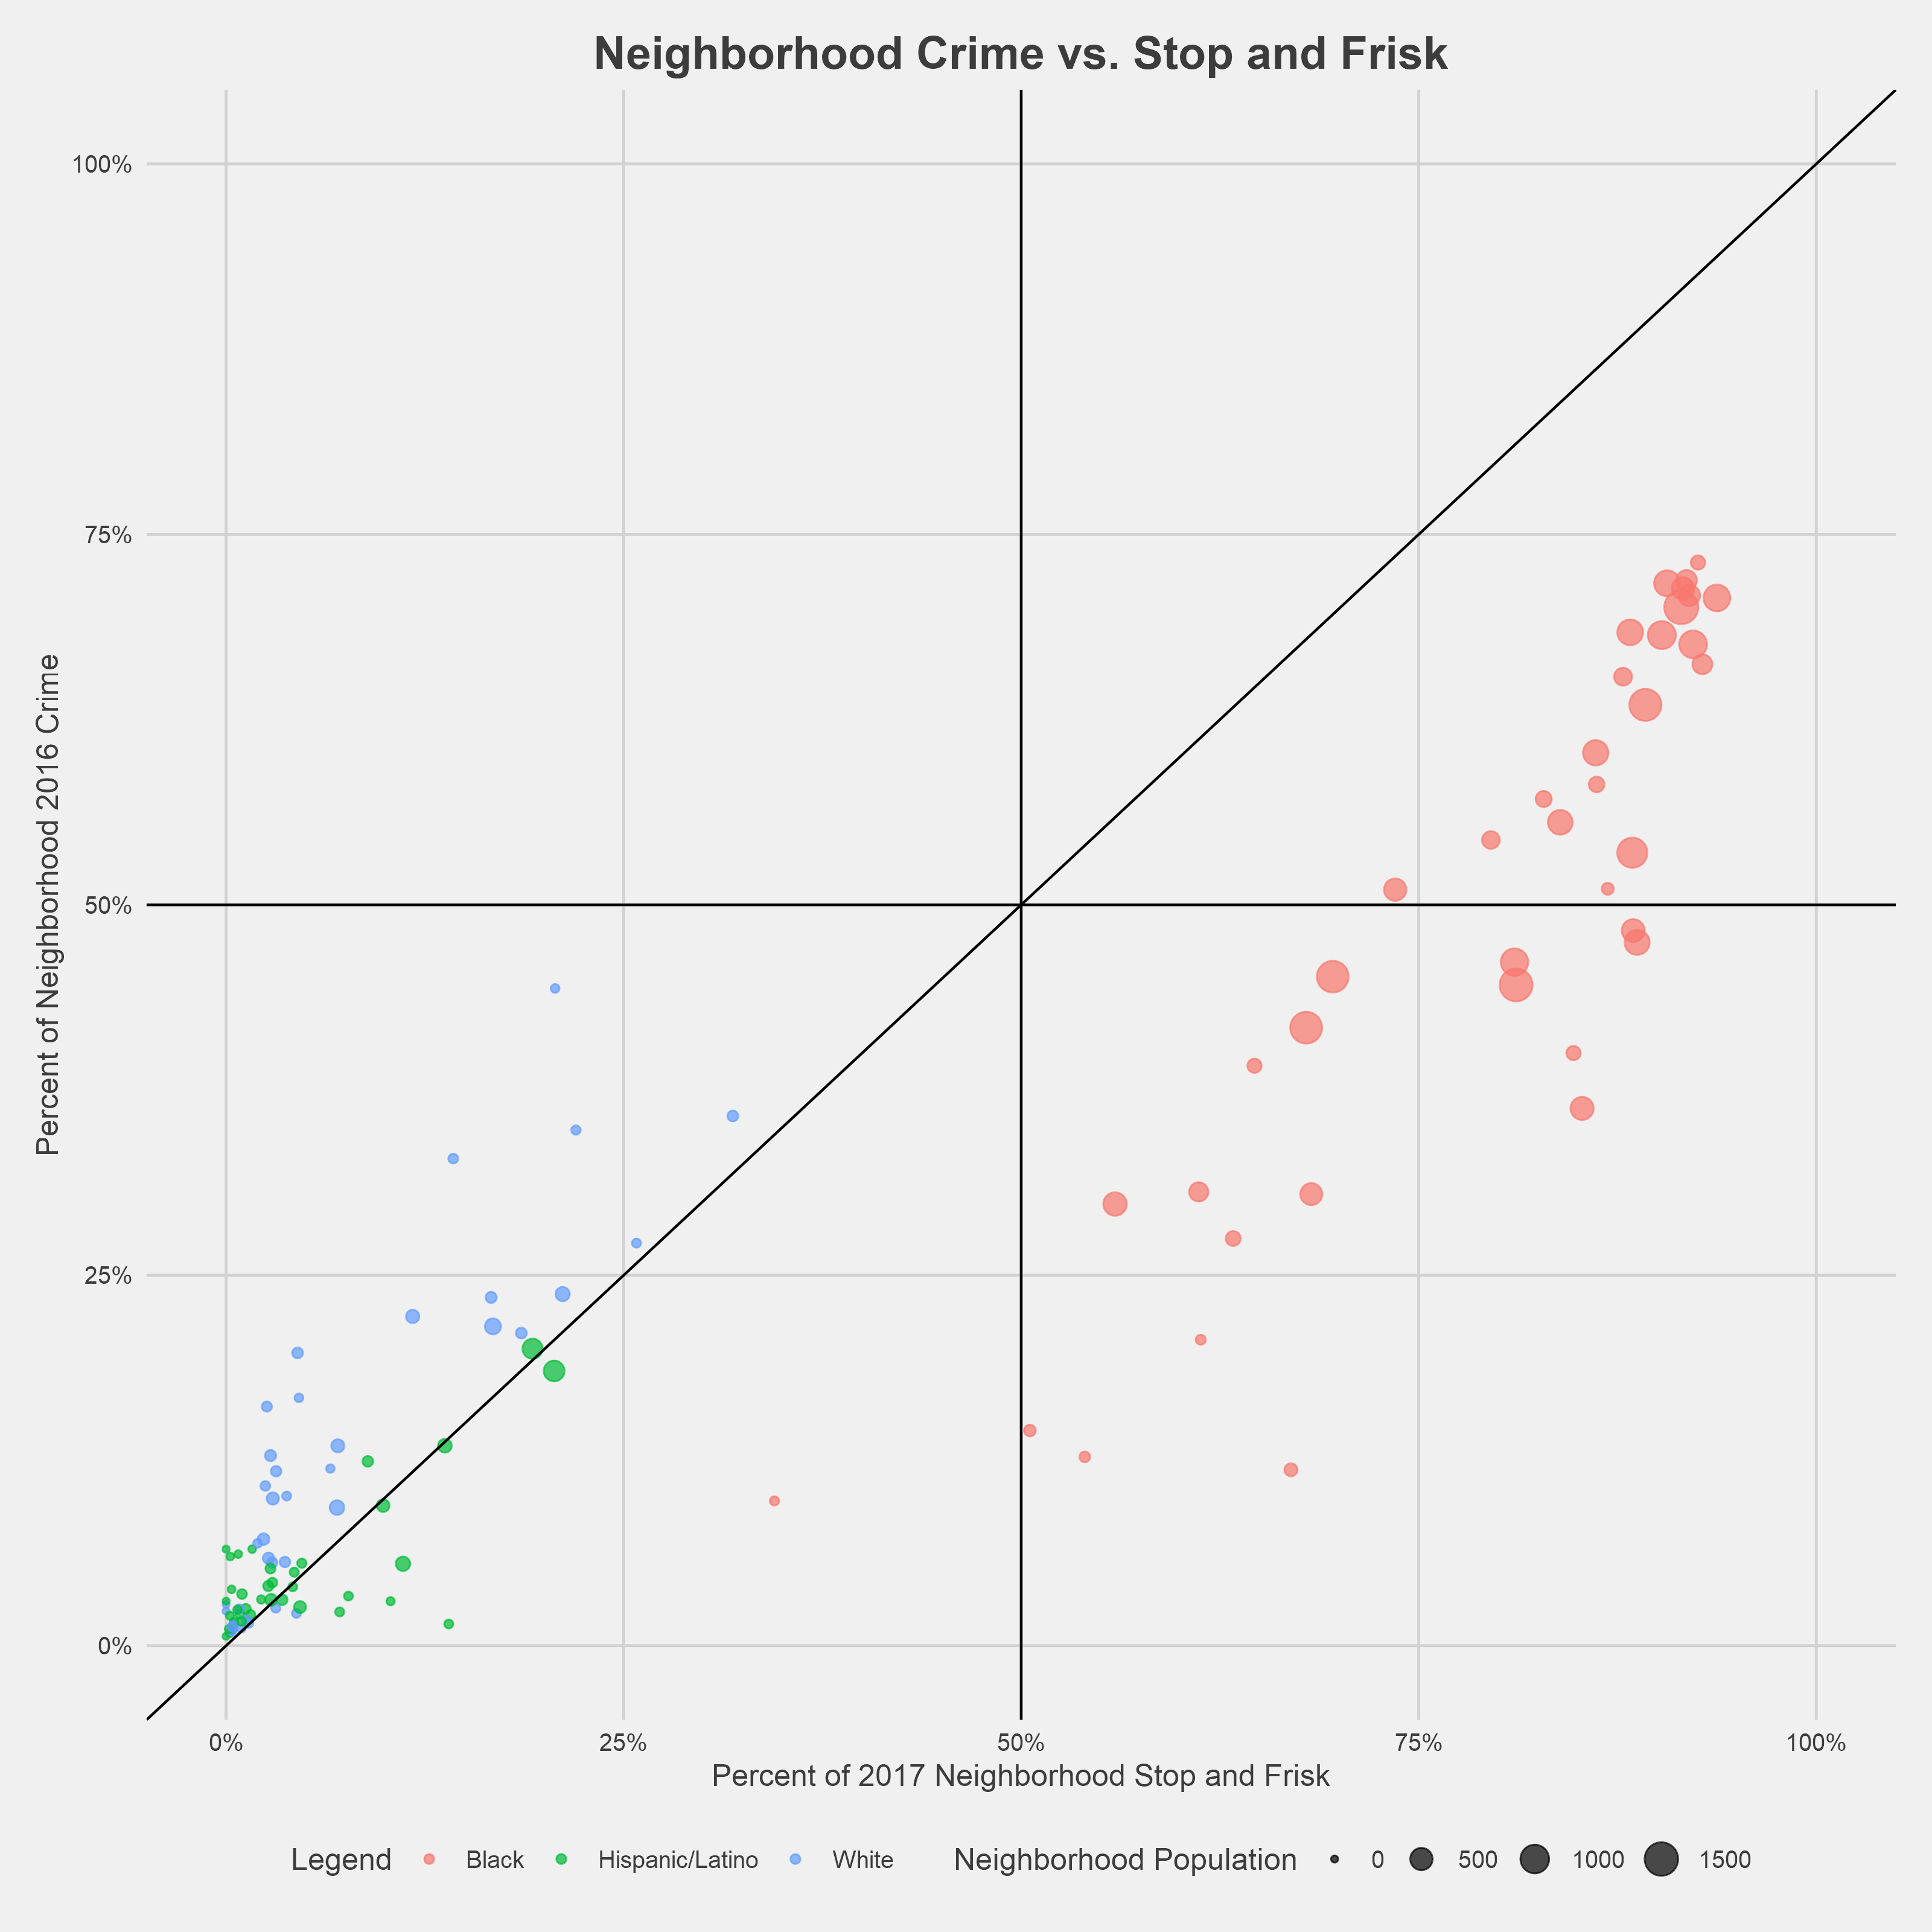 Neighborhood Crime vs. Stop and Frisk
100%
75%
50%
25%
0%
Percent of Neighborhood 2016 Crime
0% 25% 50% 75% 100%
Percent of 2017 Neighborhood Stop and Frisk
Legend Black Hispanic/Latino White Neighborhood Population 0 500 1000 1500